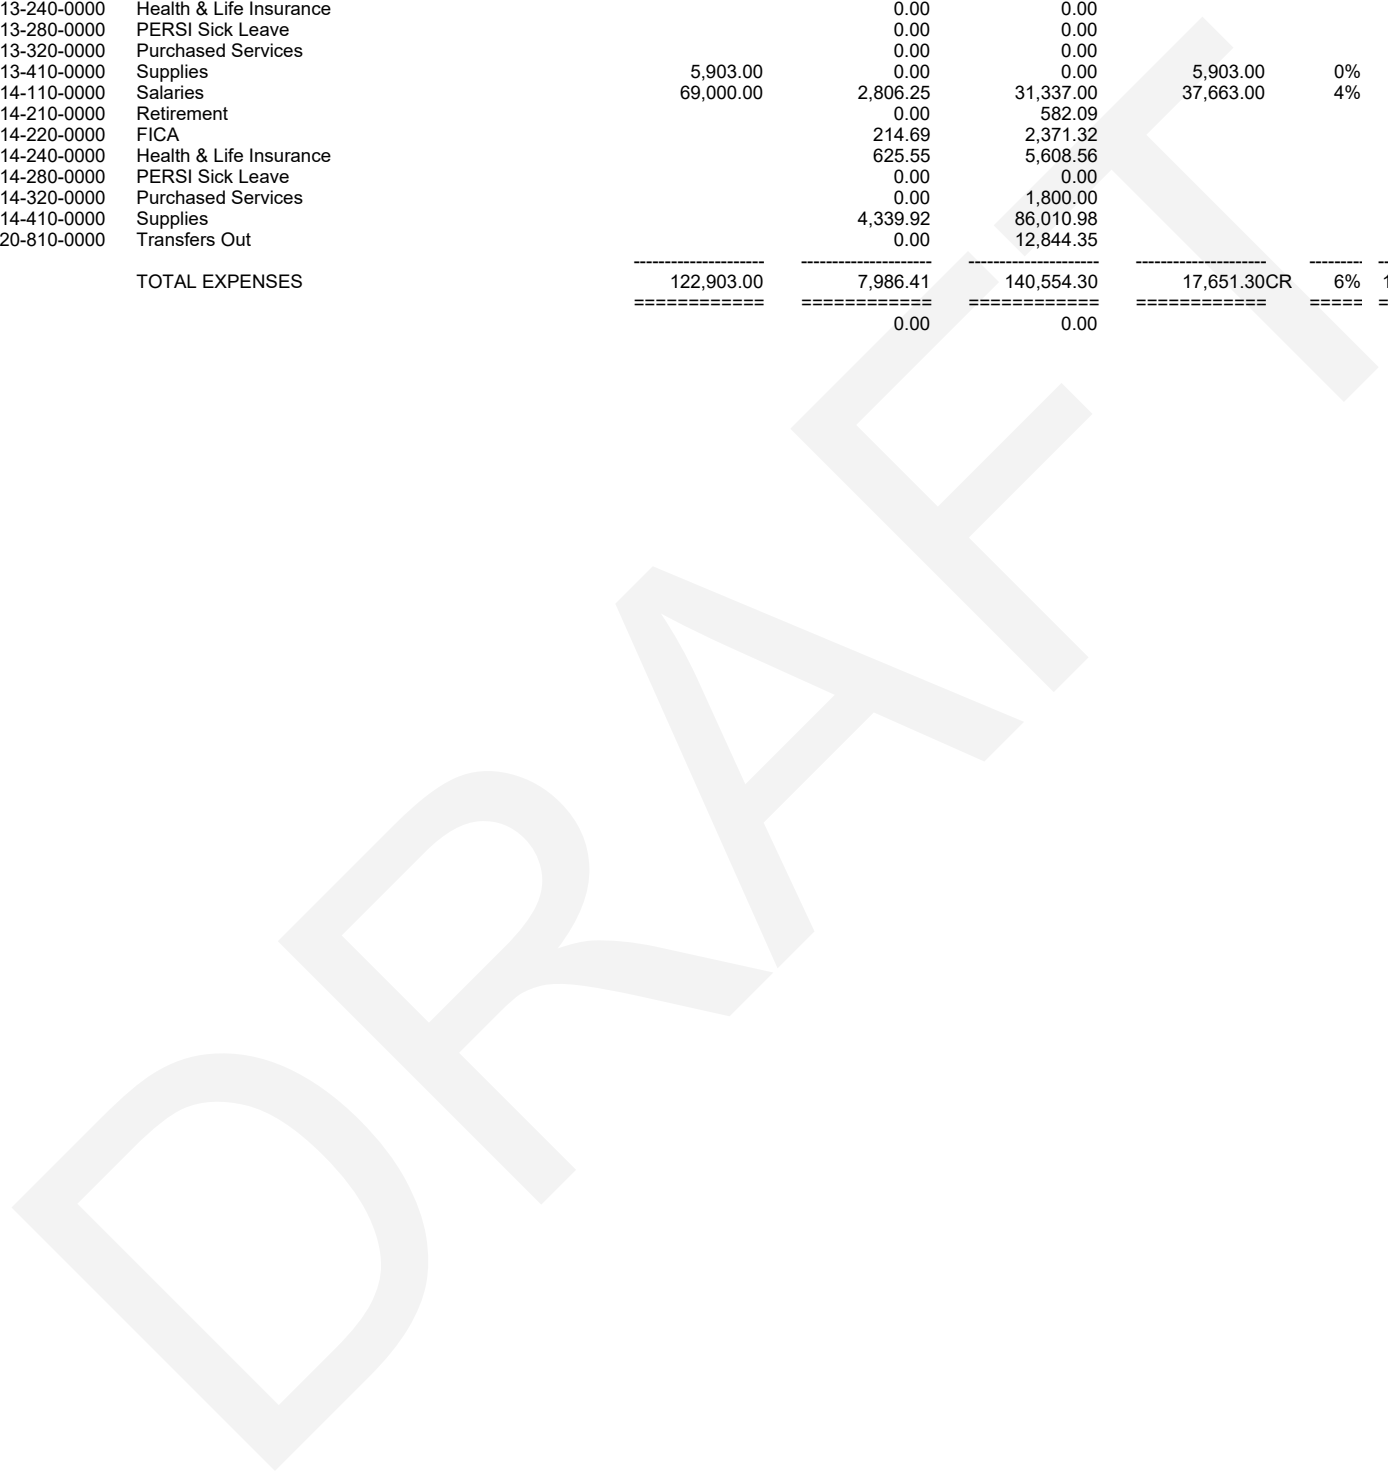 13-240-0000 Health & Life Insurance 0.00 0.00
13-280-0000 PERSI Sick Leave 0.00 0.00
13-320-0000 Purchased Services 0.00 0.00
13-410-0000 Supplies 5,903.00 0.00 0.00 5,903.00 0%
14-110-0000 Salaries 69,000.00 2,806.25 31,337.00 37,663.00 4%
14-210-0000 Retirement 0.00 582.09
14-220-0000 FICA 214.69 2,371.32
14-240-0000 Health & Life Insurance 625.55 5,608.56
14-280-0000 PERSI Sick Leave 0.00 0.00
14-320-0000 Purchased Services 0.00 1,800.00
14-410-0000 Supplies 4,339.92 86,010.98
20-810-0000 Transfers Out 0.00 12,844.35
TOTAL EXPENSES 122,903.00 7,986.41 140,554.30 17,651.30CR 6% 1
0.00 0.00
DRAFT